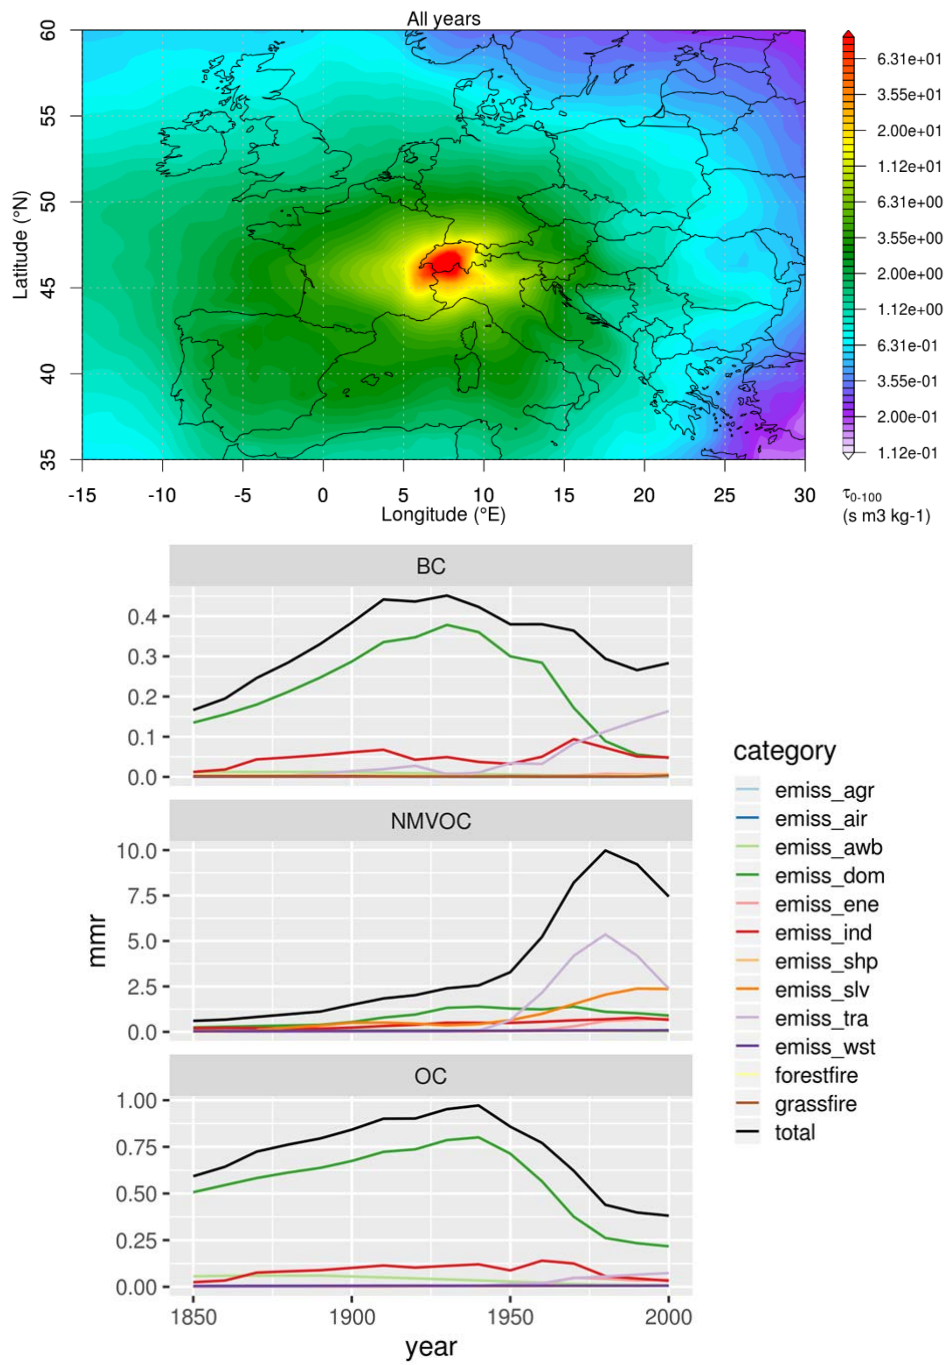 All years
60
55
50
45
40
35
Latitude (°N)
-15 -10 -5 0 5 10 15 20 25 30
Longitude (°E)
6.31e+01
3.55e+01
2.00e+01
1.12e+01
6.31e+00
3.55e+00
2.00e+00
1.12e+00
6.31e-01
3.55e-01
2.00e-01
1.12e-01
τ0-100
(s m3 kg-1)
BC
0.4
0.3
0.2
0.1
0.0
NMVOC
10.0
7.5
5.0
2.5
0.0
mmr
OC
1.00
0.75
0.50
0.25
0.00
1850 1900 1950 2000
year
category
emiss_agr
emiss_air
emiss_awb
emiss_dom
emiss_ene
emiss_ind
emiss_shp
emiss_slv
emiss_tra
emiss_wst
forestfire
grassfire
total